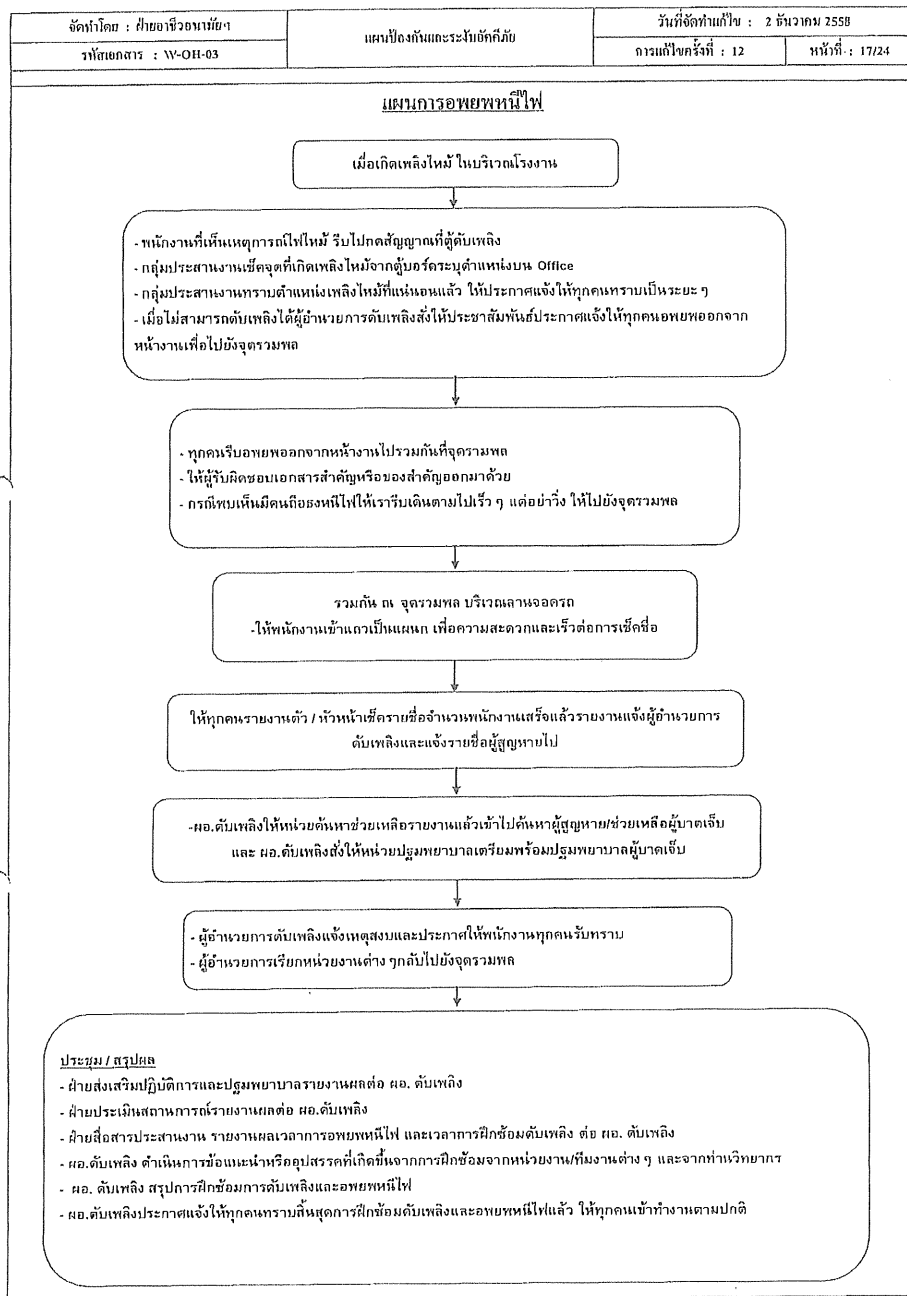 จัดทำโดย : ฝ่ายอาชีวอนามัยฯ
แผนป้องกันและระงับอัคคีภัย
วันที่จัดทำแก้ไข : 2 ธันวาคม 2558
รหัสเอกสาร : W-OH-03
การแก้ไขครั้งที่ : 12
หน้าที่ : 17/24
แผนการอพยพหนีไฟ
เมื่อเกิดเพลิงไหม้ ในบริเวณโรงงาน
- พนักงานที่เห็นเหตุการณ์ไฟไหม้ รีบไปกดสัญญาณที่ตู้ดับเพลิง
- กลุ่มประสานงานเช็คจุดที่เกิดเพลิงไหม้จากตู้บอร์ดระบุตำแหน่งบน Office
- กลุ่มประสานงานทราบตำแหน่งเพลิงไหม้ที่แน่นอนแล้ว ให้ประกาศแจ้งให้ทุกคนทราบเป็นระยะ ๆ
- เมื่อไม่สามารถดับเพลิงได้ผู้อำนวยการดับเพลิงสั่งให้ประชาสัมพันธ์ประกาศแจ้งให้ทุกคนอพยพออกจาก
หน้างานเพื่อไปยังจุดรวมพล
- ทุกคนรีบอพยพออกจากหน้างานไปรวมกันที่จุดรวมพล
- ให้ผู้รับผิดชอบเอกสารสำคัญหรือของสำคัญออกมาด้วย
- กรณีพบเห็นมีคนถือธงหนีไฟให้เรารีบเดินตามไปเร็ว ๆ แต่อย่าวิ่ง ให้ไปยังจุดรวมพล
รวมกัน ณ จุดรวมพล บริเวณลานจอดรถ
-ให้พนักงานเข้าแถวเป็นแผนก เพื่อความสะดวกและเร็วต่อการเช็คชื่อ
ให้ทุกคนรายงานตัว / หัวหน้าเช็ครายชื่อจำนวนพนักงานเสร็จแล้วรายงานแจ้งผู้อำนวยการ
ดับเพลิงและแจ้งรายชื่อผู้สูญหายไป
-ผอ.ดับเพลิงให้หน่วยค้นหาช่วยเหลือรายงานแล้วเข้าไปค้นหาผู้สูญหาย/ช่วยเหลือผู้บาดเจ็บ
และ ผอ.ดับเพลิงสั่งให้หน่วยปฐมพยาบาลเตรียมพร้อมปฐมพยาบาลผู้บาดเจ็บ
- ผู้อำนวยการดับเพลิงแจ้งเหตุสงบและประกาศให้พนักงานทุกคนรับทราบ
- ผู้อำนวยการเรียกหน่วยงานต่าง ๆกลับไปยังจุดรวมพล
ประชุม / สรุปผล
- ฝ่ายส่งเสริมปฏิบัติการและปฐมพยาบาลรายงานผลต่อ ผอ. ดับเพลิง
- ฝ่ายประเมินสถานการณ์รายงานผลต่อ ผอ.ดับเพลิง
- ฝ่ายสื่อสารประสานงาน รายงานผลเวลาการอพยพหนีไฟ และเวลาการฝึกซ้อมดับเพลิง ต่อ ผอ. ดับเพลิง
- ผอ.ดับเพลิง ดำเนินการข้อแนะนำหรืออุปสรรคที่เกิดขึ้นจากการฝึกซ้อมจากหน่วยงาน/ทีมงานต่าง ๆ และจากท่านวิทยากร
- ผอ. ดับเพลิง สรุปการฝึกซ้อมการดับเพลิงและอพยพหนีไฟ
- ผอ.ดับเพลิงประกาศแจ้งให้ทุกคนทราบสิ้นสุดการฝึกซ้อมดับเพลิงและอพยพหนีไฟแล้ว ให้ทุกคนเข้าทำงานตามปกติ